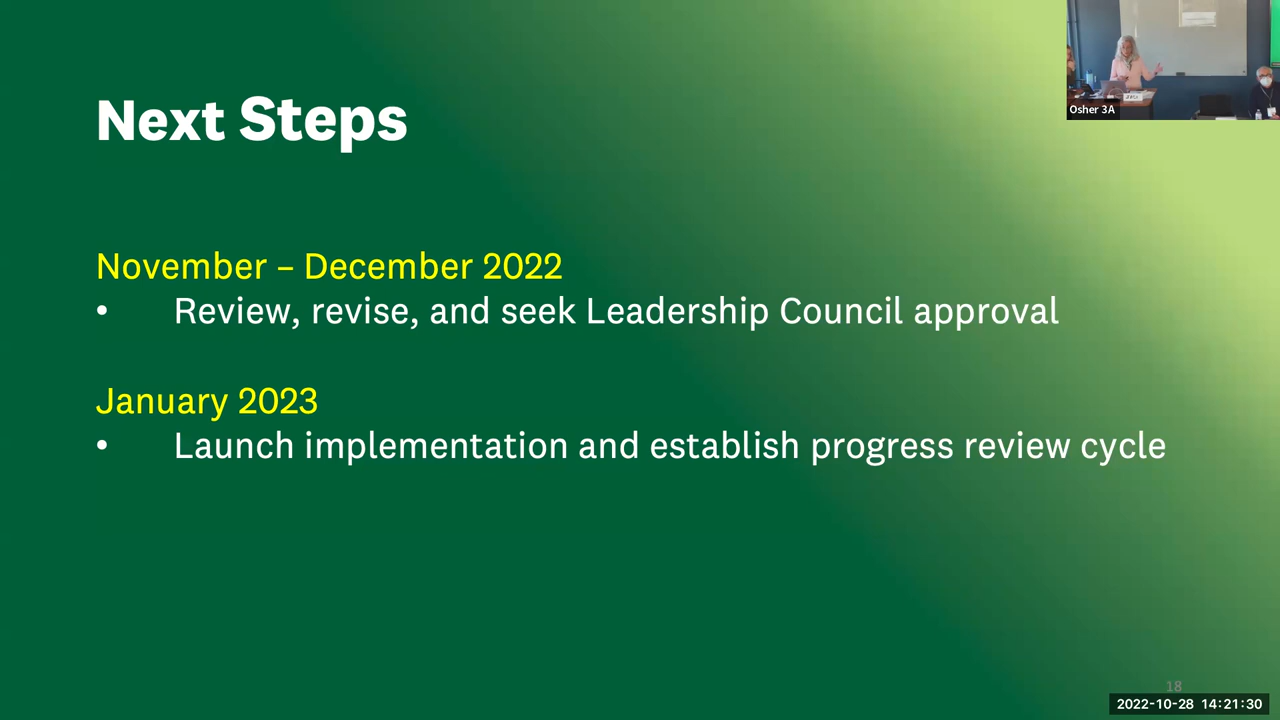 Next Steps
Osher 3A
November – December 2022
• Review, revise, and seek Leadership Council approval
January 2023
• Launch implementation and establish progress review cycle
18
2022-10-28 14:21:30